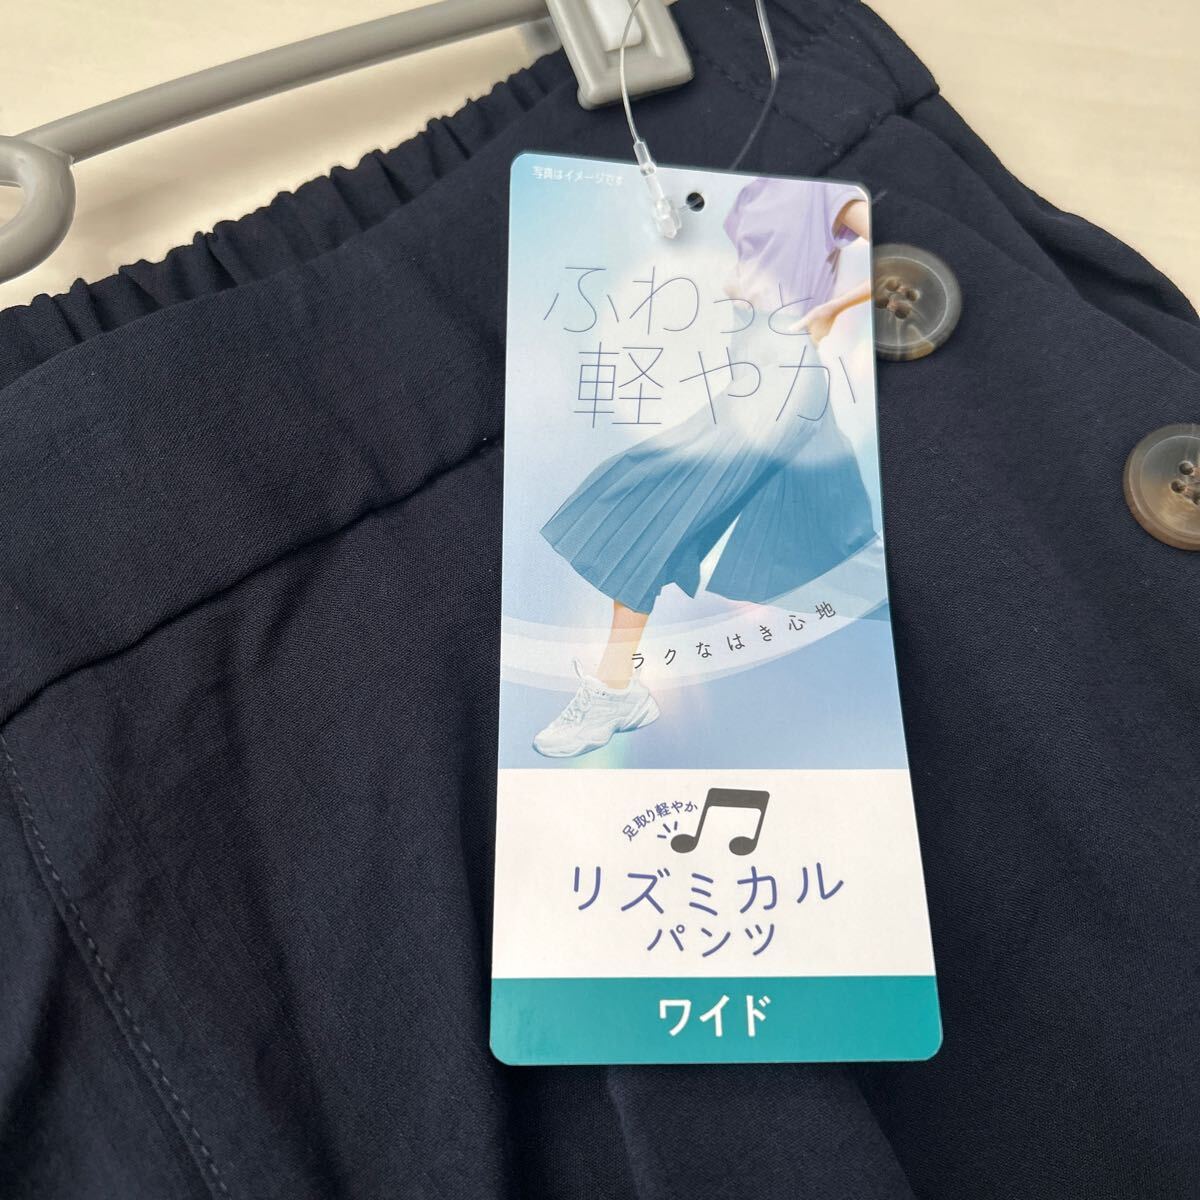 写真はイメージです
ふわっと
軽やか
ラクなはき心地
足取り軽やか
リズミカル
パンツ
ワイド